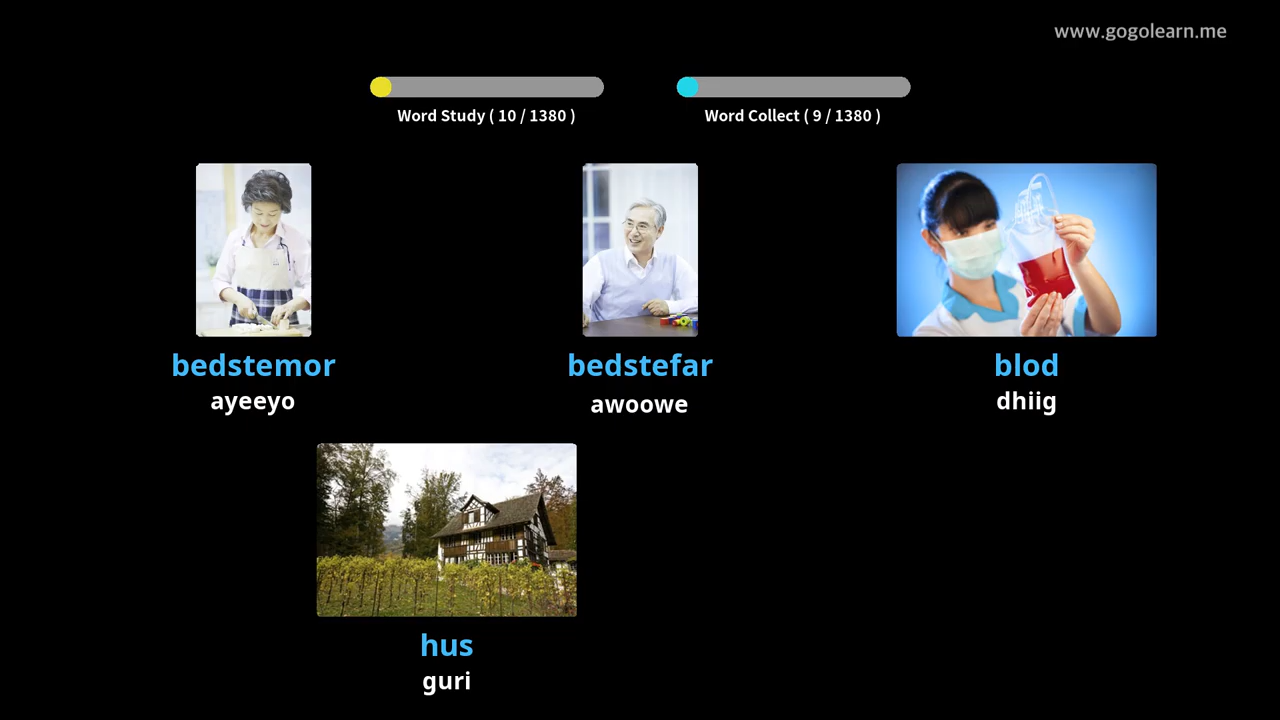 www.gogolearn.me
Word Study ( 10 / 1380 )
Word Collect ( 9 / 1380 )
bedstemor
ayeeyo
bedstefar
awoowe
blod
dhiig
hus
guri